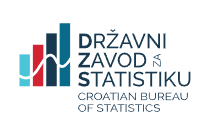 DRŽAVNI
ZAVOD ZA
STATISTIKU
CROATIAN BUREAU
OF STATISTICS